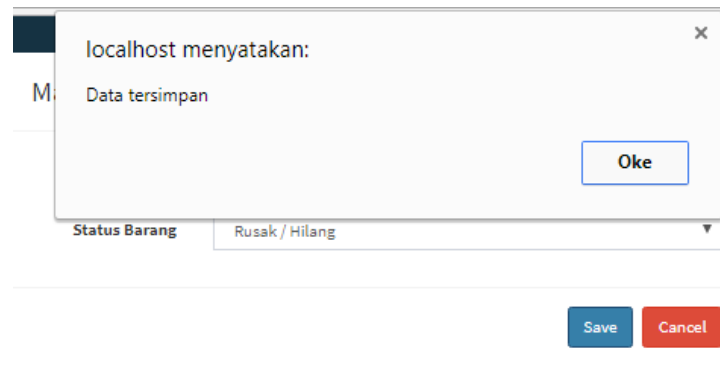 localhost menyatakan:
Data tersimpan
Oke
Status Barang
Rusak / Hilang
Save
Cancel